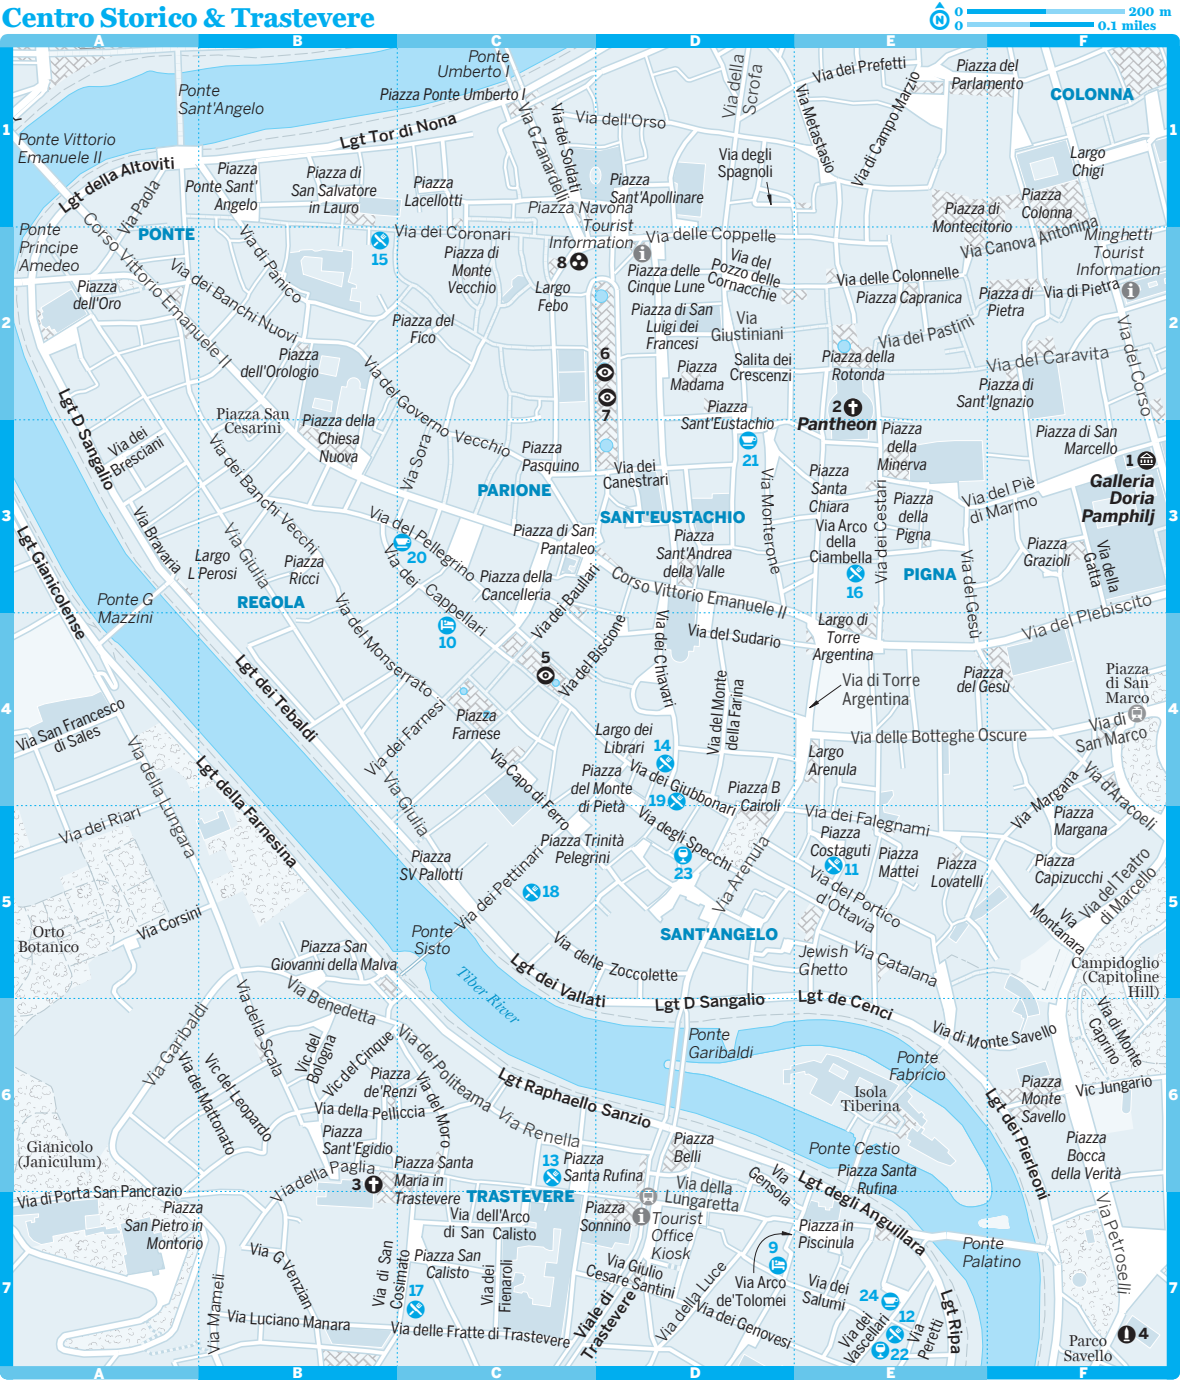 Centro Storico & Trastevere
N
0 200 m
0 0.1 miles
A B C D E F
1
2
3
4
5
6
7
Ponte
Umberto I
Piazza Ponte Umberto I
Via della
Scrofa
Via dei Prefetti
Piazza del
Parlamento
COLONNA
Ponte
Sant'Angelo
Ponte Vittorio
Emanuele II
Lgt Tor di Nona
Via G Zanardelli
Via dei Soldati
Via dell'Orso
Via Metastasio
Via di Campo Marzio
Largo
Chigi
Lgt della Altoviti
Piazza
Ponte Sant'
Angelo
Piazza di
San Salvatore
in Lauro
Piazza
Lacellotti
Piazza
Sant'Apollinare
Via degli
Spagnoli
Piazza di
Montecitorio
Piazza
Colonna
Via Paola
PONTE
Ponte
Principe
Amedeo
Corso Vittorio Emanuele II
Via di Panico
15
Via dei Coronari
Piazza Navona
Tourist
Information
8
Via delle Coppelle
Via Canova Antonina
Minghetti
Tourist
Information
Piazza
dell'Oro
Via dei Banchi Nuovi
Piazza di
Monte
Vecchio
Largo
Febo
Piazza delle
Cinque Lune
Via del
Pozzo delle
Cornacchie
Via delle Colonnelle
Piazza Capranica
Piazza di
Pietra
Via di Pietra
Piazza del
Fico
Piazza di San
Luigi dei
Francesi
Via
Giustiniani
Via dei Pastini
Via del Caravita
Via del Corso
Piazza
dell'Orologio
Via del Governo Vecchio
6
7
Piazza
Madama
Salita dei
Crescenzi
Piazza della
Rotonda
Piazza di
Sant'Ignazio
Lgt D Sangallo
Piazza San
Cesarini
Piazza della
Chiesa
Nuova
Piazza
Sant'Eustachio
2
Pantheon
21
Via dei
Bresciani
Via dei Banchi Vecchi
Via Sora
Piazza
Pasquino
Via dei
Canestrari
Piazza
della
Minerva
Piazza di San
Marcello
1
Galleria
Doria
Pamphilj
PARIONE
SANT'EUSTACHIO
Via Monterone
Piazza
Santa
Chiara
Via dei Cestari
Piazza
della
Pigna
Via del Piè
di Marmo
Lgt Gianicolense
Via Bravaria
Via Giulia
Via del Pellegrino
20
Piazza di San
Pantaleo
Piazza
Sant'Andrea
della Valle
Via Arco
della
Ciambella
16
PIGNA
Piazza
Grazioli
Via della
Gatta
Largo
L Perosi
Piazza
Ricci
REGOLA
Via dei Cappellari
Piazza della
Cancelleria
Via dei Baullari
Corso Vittorio Emanuele II
Via del Gesù
Via del Plebiscito
Ponte G
Mazzini
Via del Monserrato
10
Via del Biscione
Via dei Chiavari
Via del Sudario
Largo di
Torre
Argentina
5
Lgt dei Tebaldi
Via del Monte
della Farina
Via di Torre
Argentina
Piazza
del Gesù
Piazza
di San
Marco
Via San Francesco
di Sales
Via della Lungara
Lgt della Farnesina
Via dei Farnesi
Piazza
Farnese
Largo dei
Librari
14
Via dei Giubbonari
Largo
Arenula
Via delle Botteghe Oscure
Via di
San Marco
Via Giulia
Via Capo di Ferro
Piazza
del Monte
di Pietà
19
Piazza B
Cairoli
Via Margana
Via d'Aracoeli
Via dei Riari
Via degli Specchi
23
Via Arenula
Via dei Falegnami
Piazza
Costaguti
11
Piazza
Mattei
Piazza
Lovatelli
Piazza
Margana
Piazza
Capizucchi
Piazza
SV Pallotti
Piazza Trinità
Pelegrini
Via dei Pettinari
18
Via del Portico
d'Ottavia
Via del Teatro
di Marcello
Via
Montanara
Via Corsini
Orto
Botanico
Ponte
Sisto
SANT'ANGELO
Jewish
Ghetto
Via Catalana
Campidoglio
(Capitoline
Hill)
Piazza San
Giovanni della Malva
Via delle Zoccolette
Tiber River
Lgt dei Vallati
Lgt D Sangallo
Lgt de Cenci
Via Benedetta
Via della Scala
Via Garibaldi
Vic del
Bologna
Vic del Cinque
Via del Politeama
Ponte
Garibaldi
Via di Monte Savello
Via di Monte
Caprino
Ponte
Fabricio
Vic del Leopardo
Via del Mattonato
Piazza
de'Renzi
Via del Moro
Lgt Raphaello Sanzio
Isola
Tiberina
Lgt dei Pierleoni
Piazza
Monte
Savello
Vic Jungario
Via della Pelliccia
Via Renella
Gianicolo
(Janiculum)
Piazza
Sant'Egidio
Via della Paglia
3
Piazza Santa
Maria in
Trastevere
13
Piazza
Santa Rufina
Piazza
Belli
Ponte Cestio
Piazza Santa
Rufina
Piazza
Bocca
della Verità
Via di Porta San Pancrazio
TRASTEVERE
Via della
Lungaretta
Via
Gensola
Lgt degli Anguillara
Via Petroselli
Piazza
San Pietro in
Montorio
Via dell'Arco
di San Calisto
Piazza
Sonnino
Tourist
Office
Kiosk
Piazza in
Piscinula
Ponte
Palatino
Via G Venzian
Via di San
Cosimato
Piazza San
Calisto
Via dei
Fienaroli
Via Giulio
Cesare Santini
9
Via Arco
de'Tolomei
Via dei
Salumi
24
Via Mameli
17
Via Luciano Manara
Via delle Fratte di Trastevere
Viale di
Trastevere
Via della Luce
Via dei Genovesi
Via dei
Vascellari
12
22
Via
Peretti
Lgt Ripa
Parco
Savello
4
1
2
3
4
5
6
7
A B C D E F